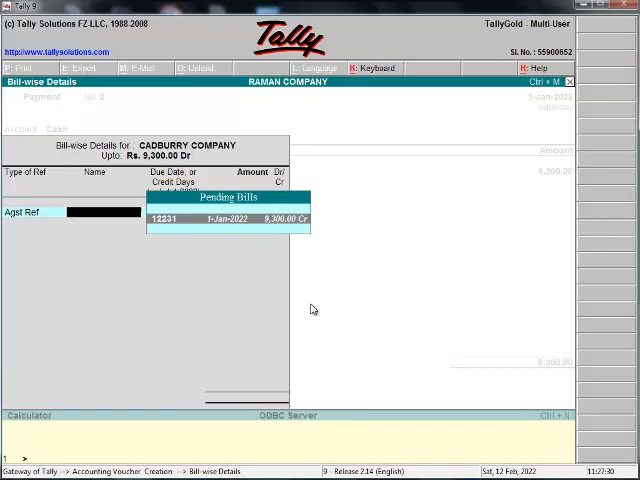 Tally 9
(c) Tally Solutions FZ-LLC, 1988-2008
Tally
TallyGold - Multi-User
http://www.tallysolutions.com
Sl. No. : 55900652
P: Print
E: Export
M: E-Mail
O: Upload
L: Language
K: Keyboard
H: Help
Bill-wise Details
RAMAN COMPANY
Ctrl + M
Payment No. 2
1-Jan-2022
Saturday
Account Cash
Amount
Bill-wise Details for : CADBURRY COMPANY
Upto: Rs. 9,300.00 Dr
Type of Ref
Name
Due Date, or
Credit Days
Amount
Dr/
Cr
9,300.00
Pending Bills
Agst Ref
12231 1-Jan-2022 9,300.00 Cr
9,300.00
Calculator
ODBC Server
Ctrl + N
1 >
Gateway of Tally --> Accounting Voucher Creation --> Bill-wise Details
9 - Release 2.14 (English)
Sat, 12 Feb, 2022
11:27:30